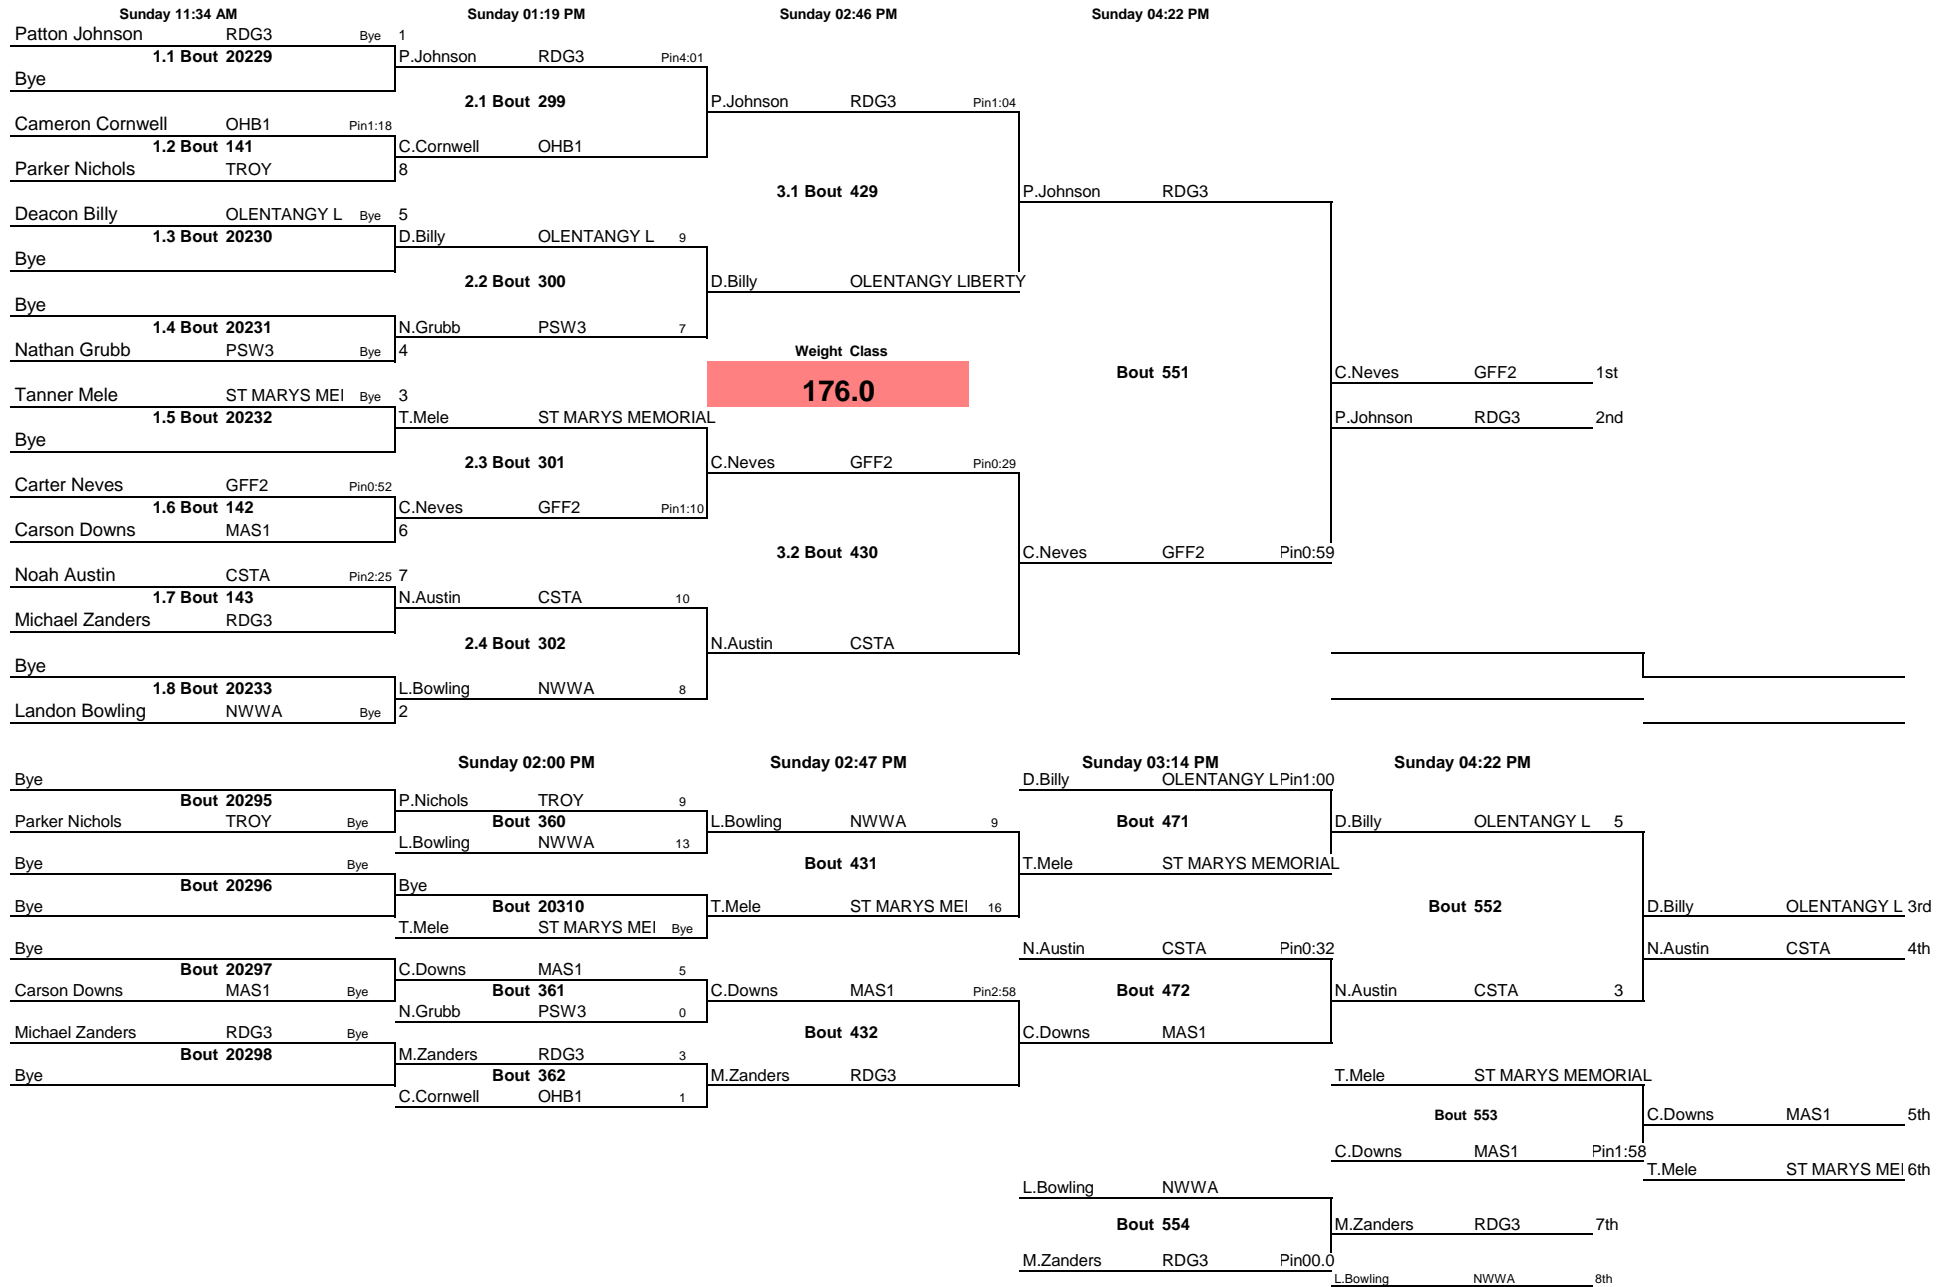 Sunday 11:34 AM Sunday 01:19 PM Sunday 02:46 PM Sunday 04:22 PM
Patton Johnson RDG3 Bye 1
1.1 Bout 20229 P.Johnson RDG3 Pin4:01
Bye
2.1 Bout 299 P.Johnson RDG3 Pin1:04
Cameron Cornwell OHB1 Pin1:18
1.2 Bout 141 C.Cornwell OHB1
Parker Nichols TROY 8
3.1 Bout 429 P.Johnson RDG3
Deacon Billy OLENTANGY L Bye 5
1.3 Bout 20230 D.Billy OLENTANGY L 9
Bye
2.2 Bout 300 D.Billy OLENTANGY LIBERTY
Bye
1.4 Bout 20231 N.Grubb PSW3 7
Nathan Grubb PSW3 Bye 4 Weight Class
Bout 551 C.Neves GFF2 1st
Tanner Mele ST MARYS MEI Bye 3 176.0
1.5 Bout 20232 T.Mele ST MARYS MEMORIAL P.Johnson RDG3 2nd
Bye
2.3 Bout 301 C.Neves GFF2 Pin0:29
Carter Neves GFF2 Pin0:52
1.6 Bout 142 C.Neves GFF2 Pin1:10
Carson Downs MAS1 6
3.2 Bout 430 C.Neves GFF2 Pin0:59
Noah Austin CSTA Pin2:25 7
1.7 Bout 143 N.Austin CSTA 10
Michael Zanders RDG3
2.4 Bout 302 N.Austin CSTA
Bye
1.8 Bout 20233 L.Bowling NWWA 8
Landon Bowling NWWA Bye 2
Sunday 02:00 PM Sunday 02:47 PM Sunday 03:14 PM Sunday 04:22 PM
Bye D.Billy OLENTANGY L Pin1:00
Bout 20295 P.Nichols TROY 9
Parker Nichols TROY Bye Bout 360 L.Bowling NWWA 9 Bout 471 D.Billy OLENTANGY L 5
L.Bowling NWWA 13
Bye Bye Bout 431 T.Mele ST MARYS MEMORIAL
Bout 20296 Bye
Bye Bout 20310 T.Mele ST MARYS MEI 16 Bout 552 D.Billy OLENTANGY L 3rd
T.Mele ST MARYS MEI Bye
Bye N.Austin CSTA Pin0:32 N.Austin CSTA 4th
Bout 20297 C.Downs MAS1 5
Carson Downs MAS1 Bye Bout 361 C.Downs MAS1 Pin2:58 Bout 472 N.Austin CSTA 3
N.Grubb PSW3 0
Michael Zanders RDG3 Bye Bout 432 C.Downs MAS1
Bout 20298 M.Zanders RDG3 3
Bye Bout 362 M.Zanders RDG3 T.Mele ST MARYS MEMORIAL
C.Cornwell OHB1 1
Bout 553 C.Downs MAS1 5th
C.Downs MAS1 Pin1:58
T.Mele ST MARYS MEI 6th
L.Bowling NWWA
Bout 554 M.Zanders RDG3 7th
M.Zanders RDG3 Pin00.0
L.Bowling NWWA 8th